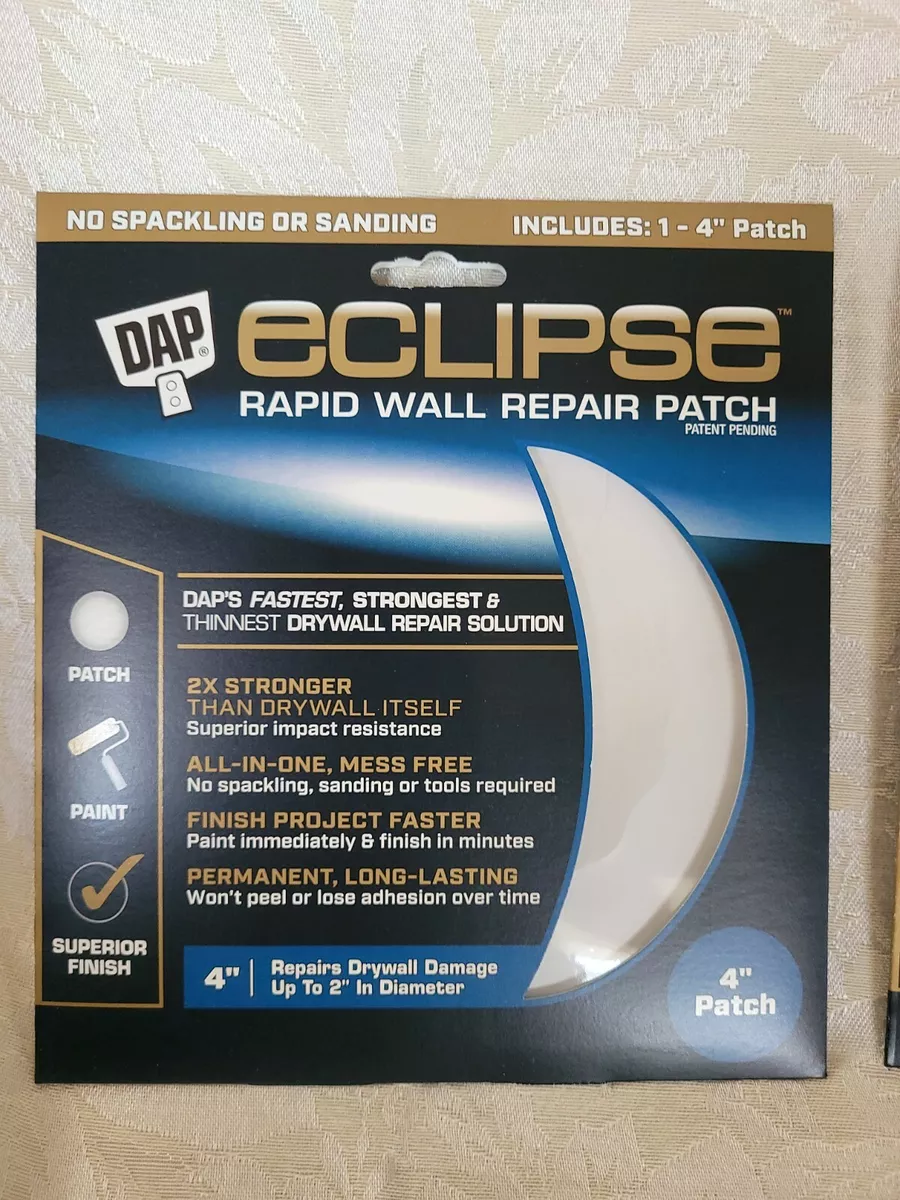 NO SPACKLING OR SANDING
INCLUDES: 1 - 4" Patch
DAP®
eCLIPSe™
RAPID WALL REPAIR PATCH
PATENT PENDING
DAP'S FASTEST, STRONGEST &
THINNEST DRYWALL REPAIR SOLUTION
PATCH
PAINT
SUPERIOR
FINISH
2X STRONGER
THAN DRYWALL ITSELF
Superior impact resistance
ALL-IN-ONE, MESS FREE
No spackling, sanding or tools required
FINISH PROJECT FASTER
Paint immediately & finish in minutes
PERMANENT, LONG-LASTING
Won't peel or lose adhesion over time
4"
Repairs Drywall Damage
Up To 2" In Diameter
4"
Patch